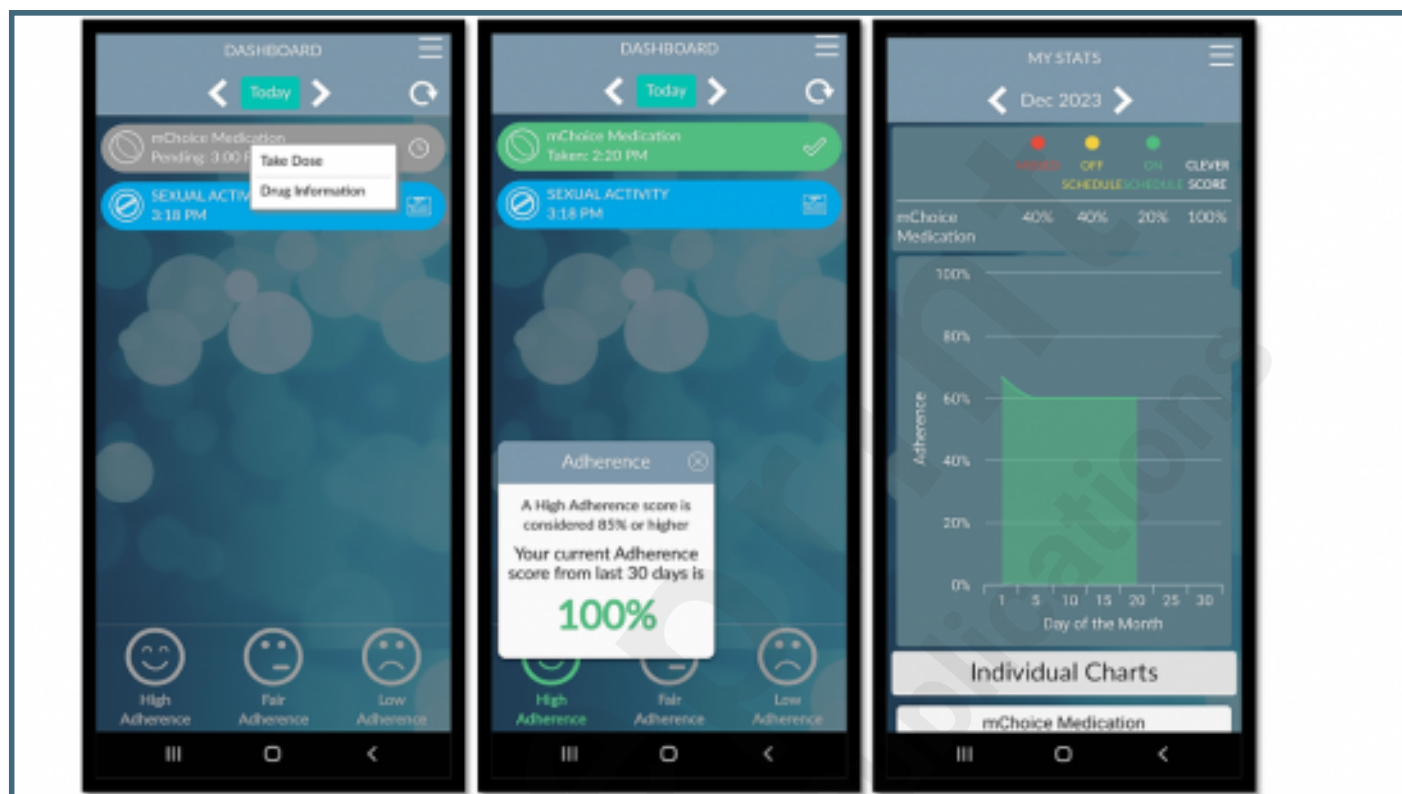 DASHBOARD
Today
mChoice Medication
Pending: 3:00
Take Dose
Drug Information
SEXUAL
3:18 PM
High
Adherence
Fair
Adherence
Low
Adherence
DASHBOARD
Today
mChoice Medication
Taken: 2:20 PM
SEXUAL ACTIVITY
3:18 PM
Adherence
A High Adherence score is
considered 85% or higher
Your current Adherence
score from last 30 days is
100%
High
Adherence
Fair
Adherence
Low
Adherence
MY STATS
Dec 2023
MISSED
OFF
SCHEDULE
ON
SCHEDULE
CLEVER
SCORE
mChoice
Medication
40% 40% 20% 100%
100%
80%
60%
40%
20%
0%
Adherence
1 5 10 15 20 25 30
Day of the Month
Individual Charts
mChoice Medication